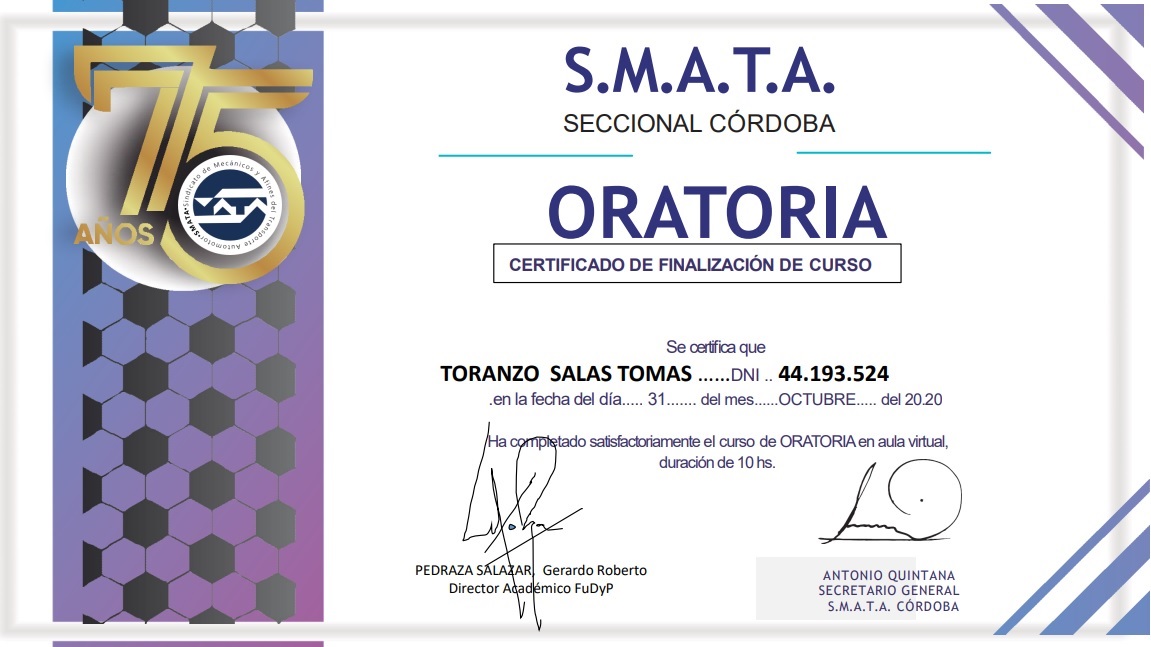 75
AÑOS
Sindicato de Mecánicos y Afines del Transporte Automotor•SMATA•
SMATA
S.M.A.T.A.
SECCIONAL CÓRDOBA
ORATORIA
CERTIFICADO DE FINALIZACIÓN DE CURSO
Se certifica que
TORANZO SALAS TOMAS ......DNI .. 44.193.524
.en la fecha del día..... 31....... del mes......OCTUBRE..... del 20.20
Ha completado satisfactoriamente el curso de ORATORIA en aula virtual,
duración de 10 hs.
PEDRAZA SALAZAR, Gerardo Roberto
Director Académico FuDyP
ANTONIO QUINTANA
SECRETARIO GENERAL
S.M.A.T.A. CÓRDOBA